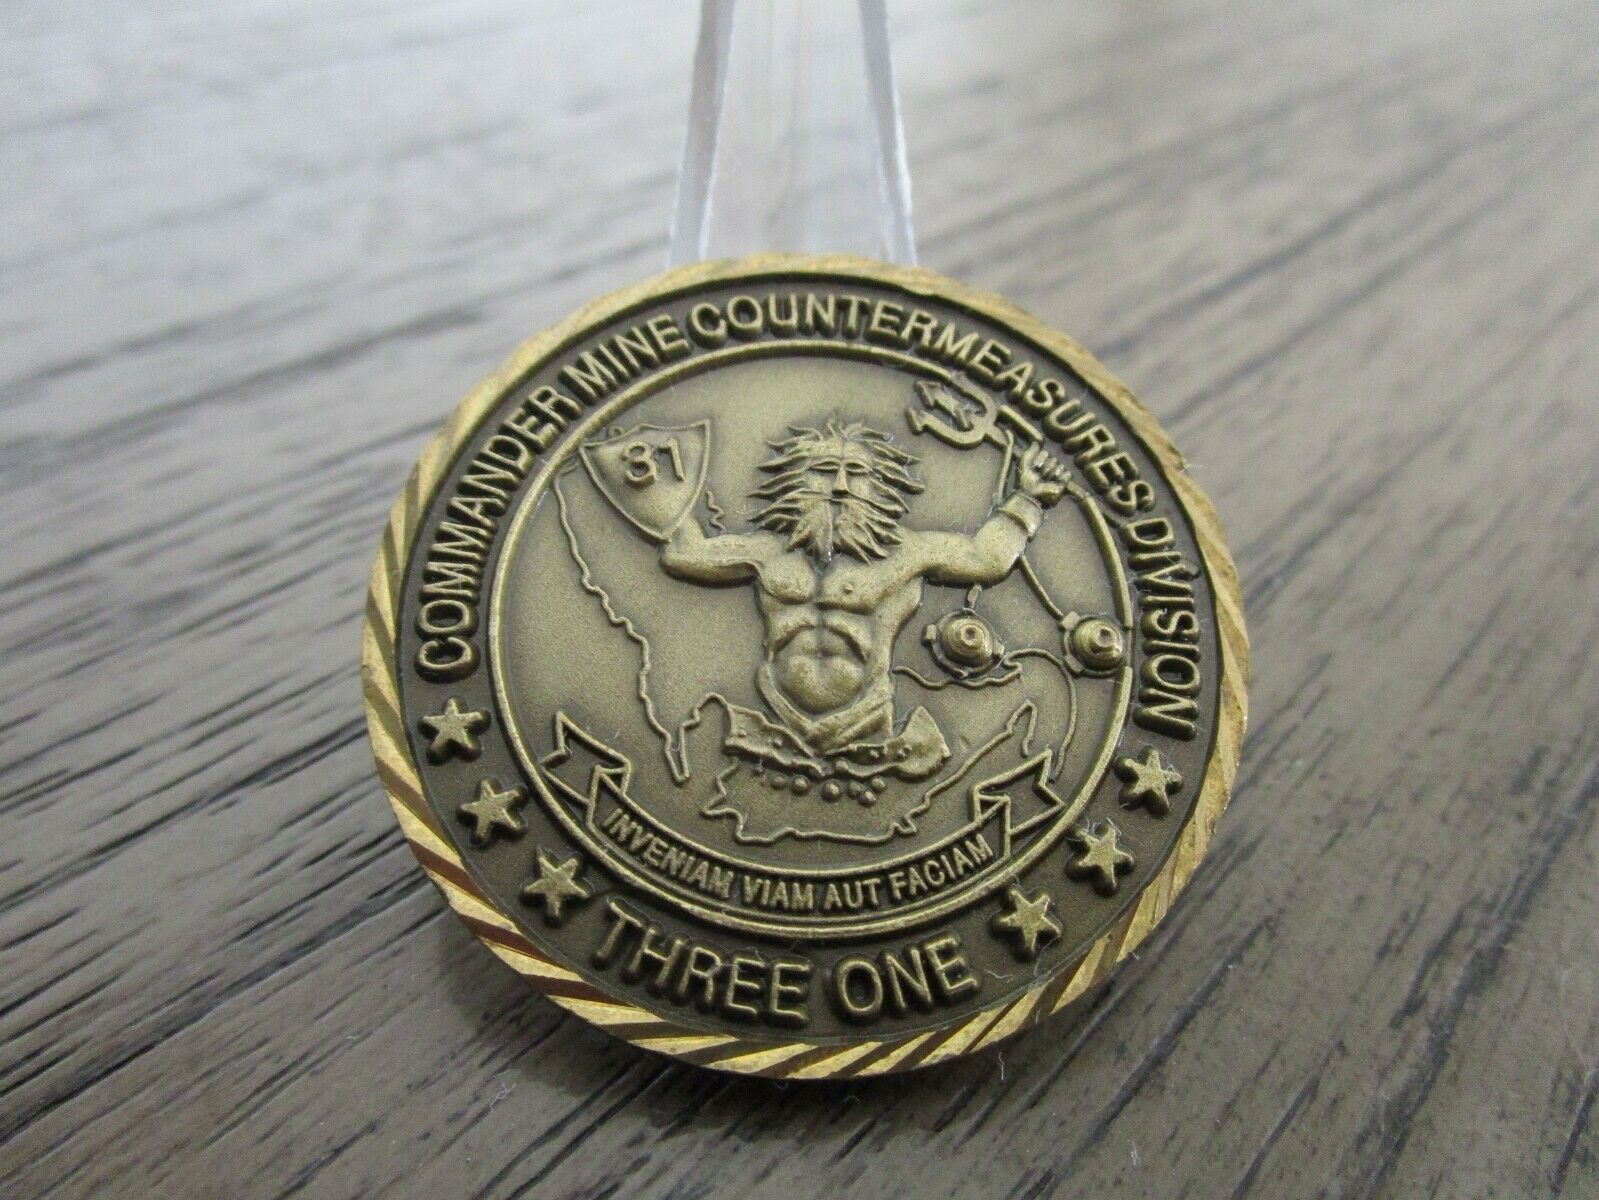 COMMANDER MINE COUNTERMEASURES DIVISION
31
INVENIAM VIAM AUT FACIAM
THREE ONE